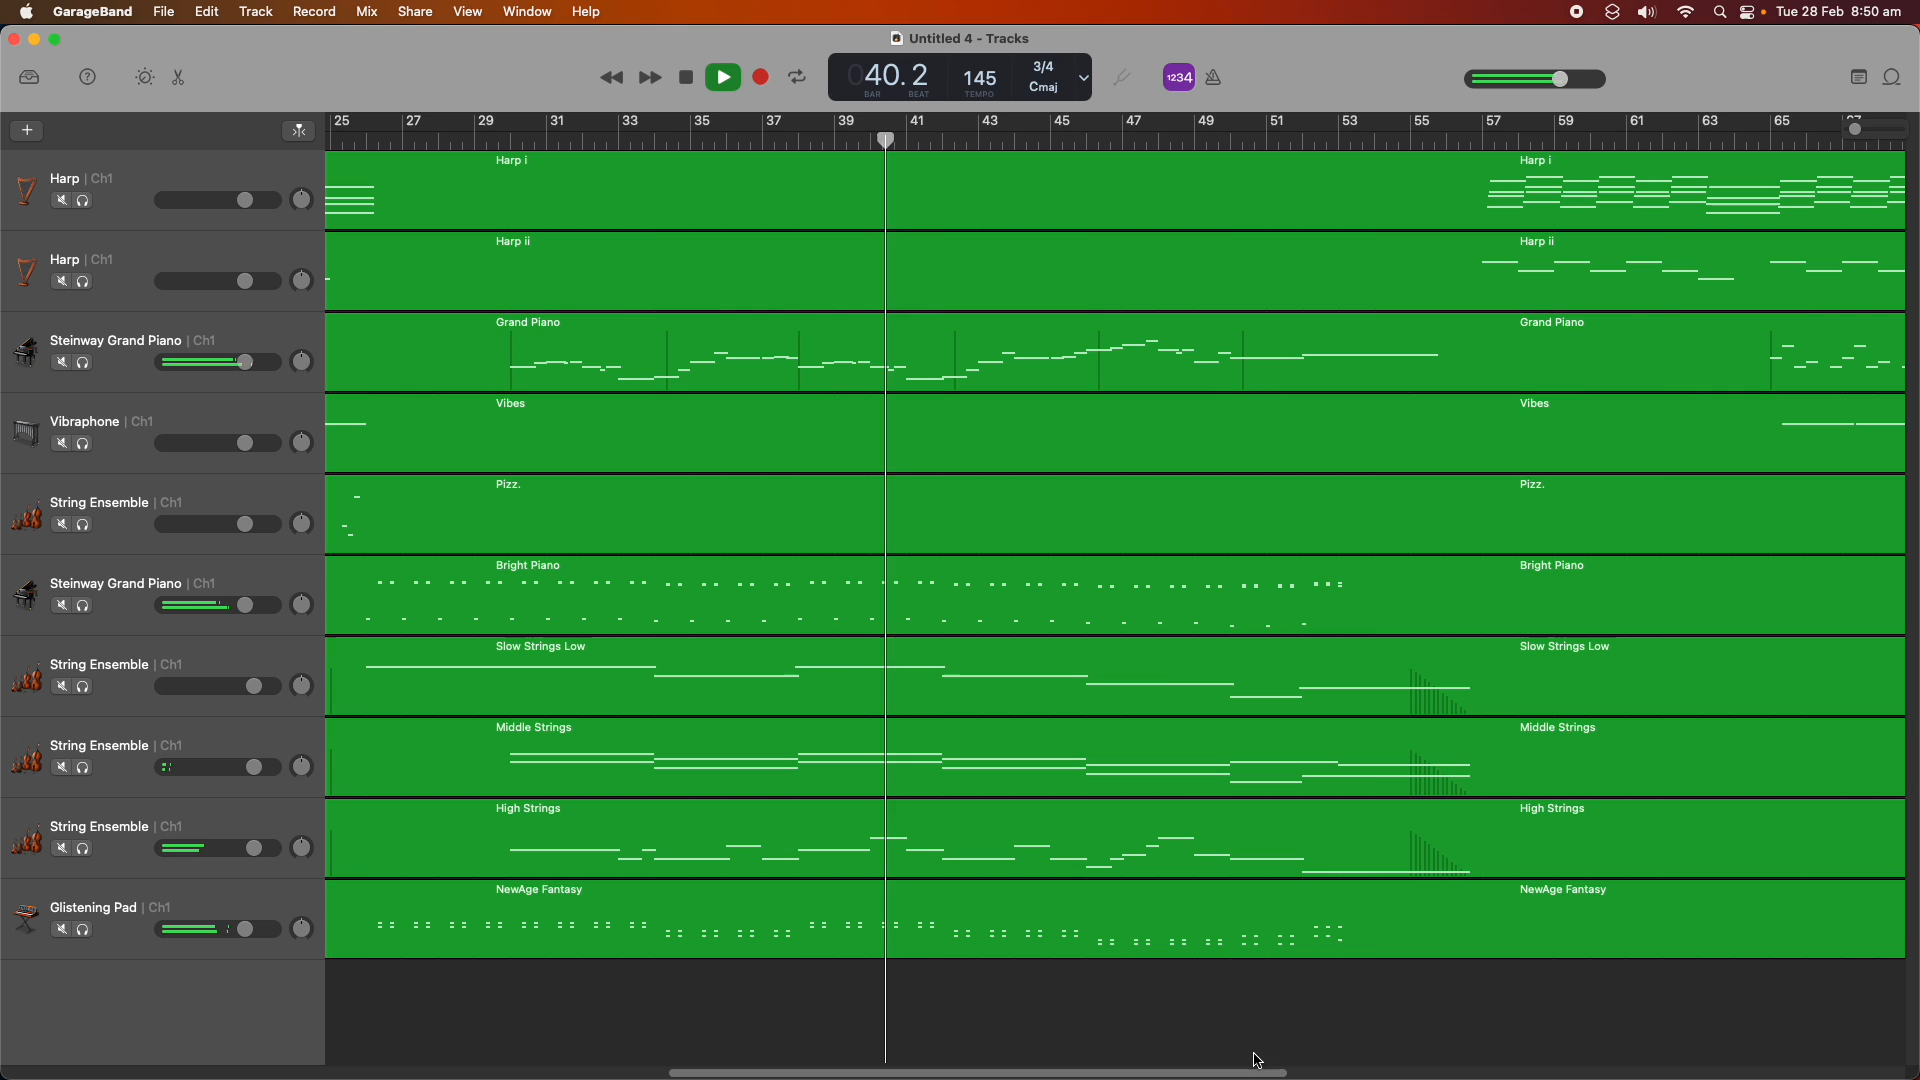 GarageBand File Edit Track Record Mix Share View Window Help Tue 28 Feb 8:50 am
Untitled 4 - Tracks
040.2 145 3/4 Cmaj 1234
BAR BEAT TEMPO
25 27 29 31 33 35 37 39 41 43 45 47 49 51 53 55 57 59 61 63 65
Harp | Ch1 Harp i Harp i
Harp | Ch1 Harp ii Harp ii
Steinway Grand Piano | Ch1 Grand Piano Grand Piano
Vibraphone | Ch1 Vibes Vibes
String Ensemble | Ch1 Pizz. Pizz.
Steinway Grand Piano | Ch1 Bright Piano Bright Piano
String Ensemble | Ch1 Slow Strings Low Slow Strings Low
String Ensemble | Ch1 Middle Strings Middle Strings
String Ensemble | Ch1 High Strings High Strings
Glistening Pad | Ch1 NewAge Fantasy NewAge Fantasy